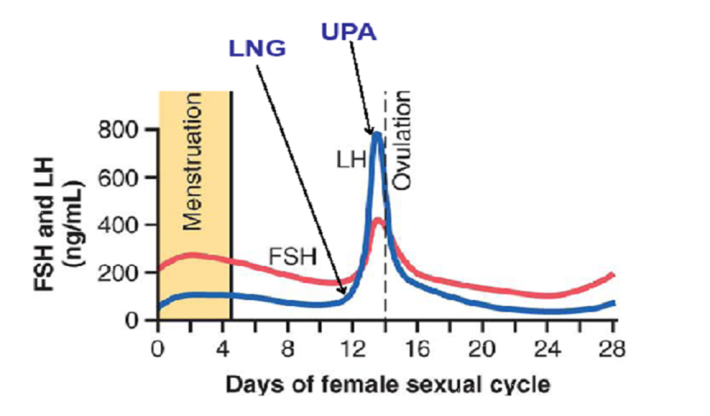 UPA
LNG
Menstruation
Ovulation
LH
FSH
FSH and LH
(ng/mL)
800
600
400
200
0
0 4 8 12 16 20 24 28
Days of female sexual cycle